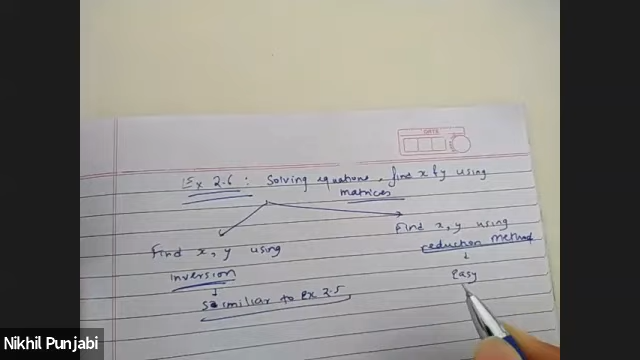 DATE
Ex 2.6 : Solving equations, find x & y using
matrices
Find x, y using
inversion
↓
similiar to Ex 2.5
Find x, y using
reduction method
↓
Easy
Nikhil Punjabi